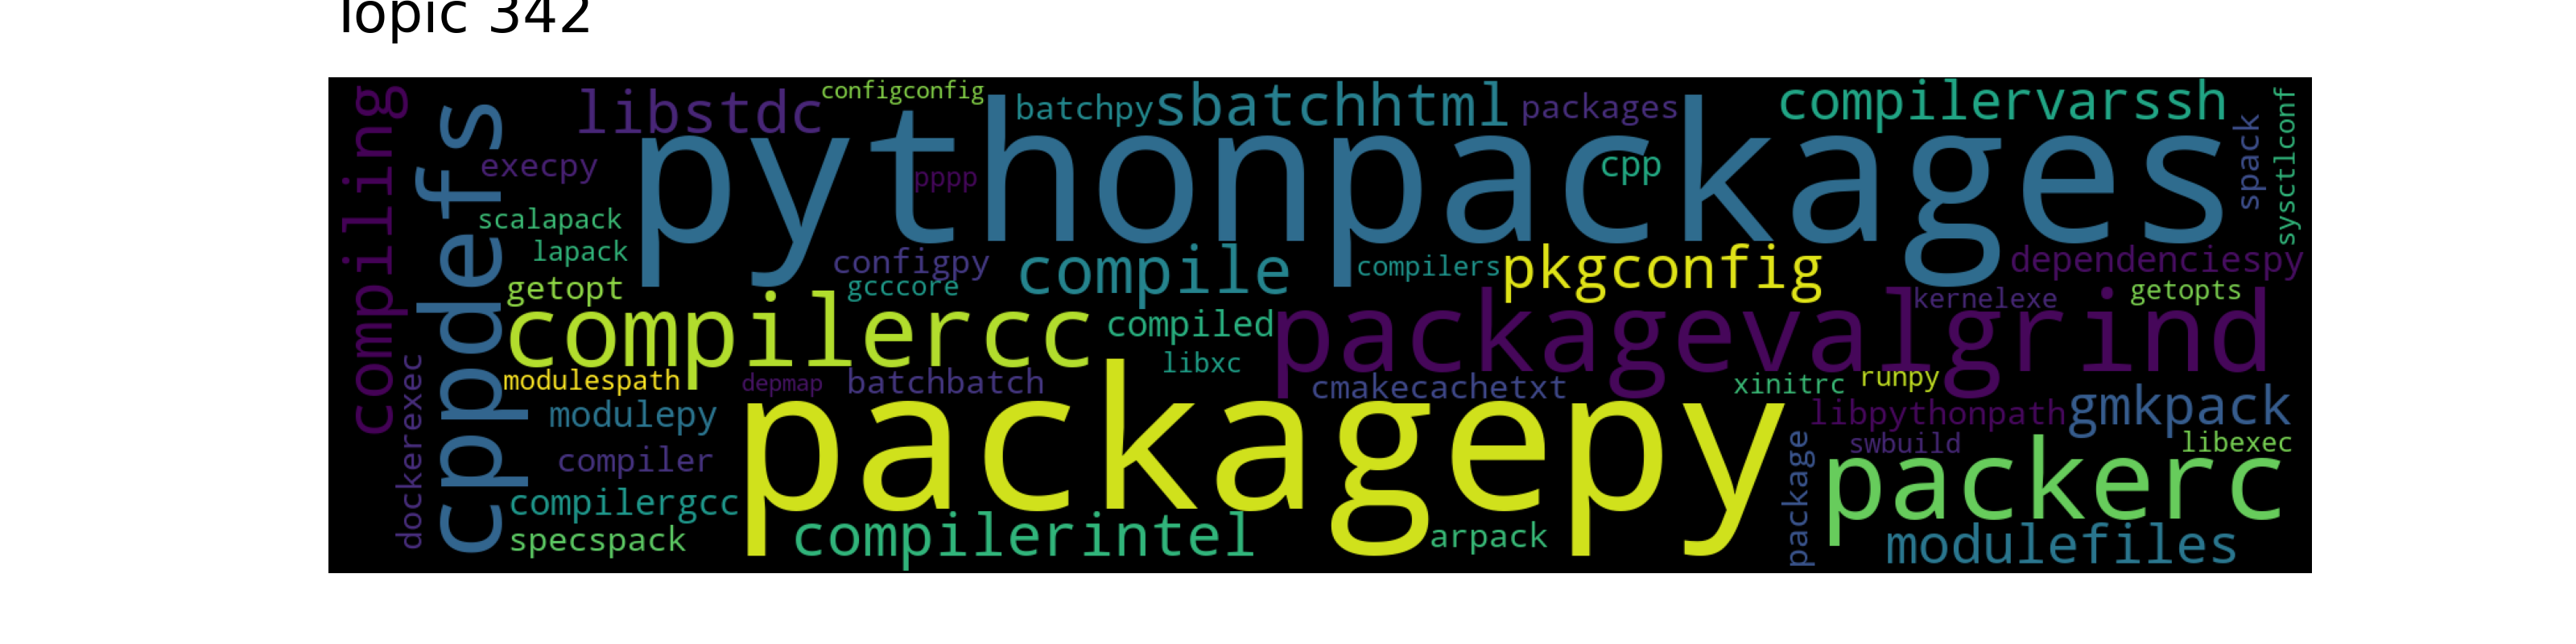 Topic 342
compiling
cppdefs
dockerexec
libstdc
configconfig
batchpy
sbatchhtml
packages
compilervarssh
pythonpackages
execpy
pppp
cpp
spack
sysctlconf
scalapack
lapack
configpy
compile
compilers
pkgconfig
dependenciespy
getopt
gcccore
kernelexe
getopts
compilercc
compiled
packagevalgrind
libxc
modulespath
depmap
batchbatch
cmakecachetxt
xinitrc
runpy
modulepy
packagepy
libpythonpath
gmkpack
compiler
swbuild
libexec
package
packerc
compilergcc
specspack
compilerintel
arpack
modulefiles